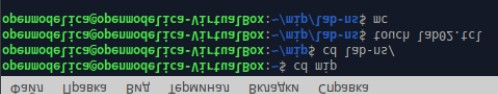 Файл Правка Вид Терминал Вкладки Справка
openmodelica@openmodelica-VirtualBox:~$ cd mip
openmodelica@openmodelica-VirtualBox:~/mip$ cd lab-ns/
openmodelica@openmodelica-VirtualBox:~/mip/lab-ns$ touch lab02.tcl
openmodelica@openmodelica-VirtualBox:~/mip/lab-ns$ mc